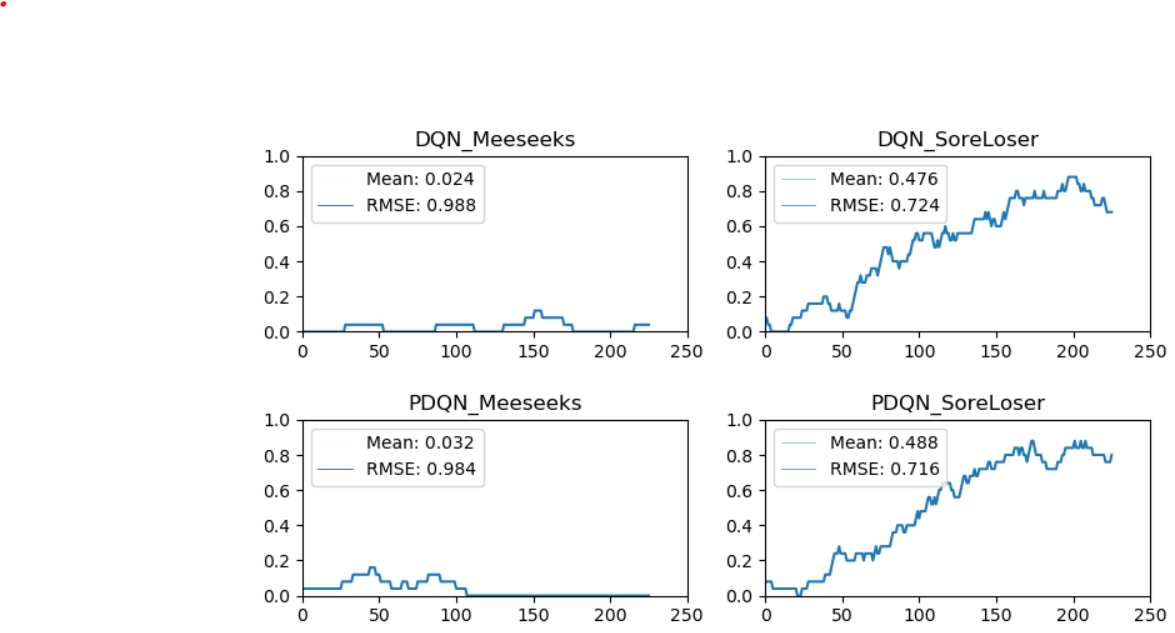 DQN_Meeseeks
1.0
0.8
0.6
0.4
0.2
0.0
Mean: 0.024
RMSE: 0.988
0 50 100 150 200 250
DQN_SoreLoser
1.0
0.8
0.6
0.4
0.2
0.0
Mean: 0.476
RMSE: 0.724
0 50 100 150 200 250
PDQN_Meeseeks
1.0
0.8
0.6
0.4
0.2
0.0
Mean: 0.032
RMSE: 0.984
0 50 100 150 200 250
PDQN_SoreLoser
1.0
0.8
0.6
0.4
0.2
0.0
Mean: 0.488
RMSE: 0.716
0 50 100 150 200 250